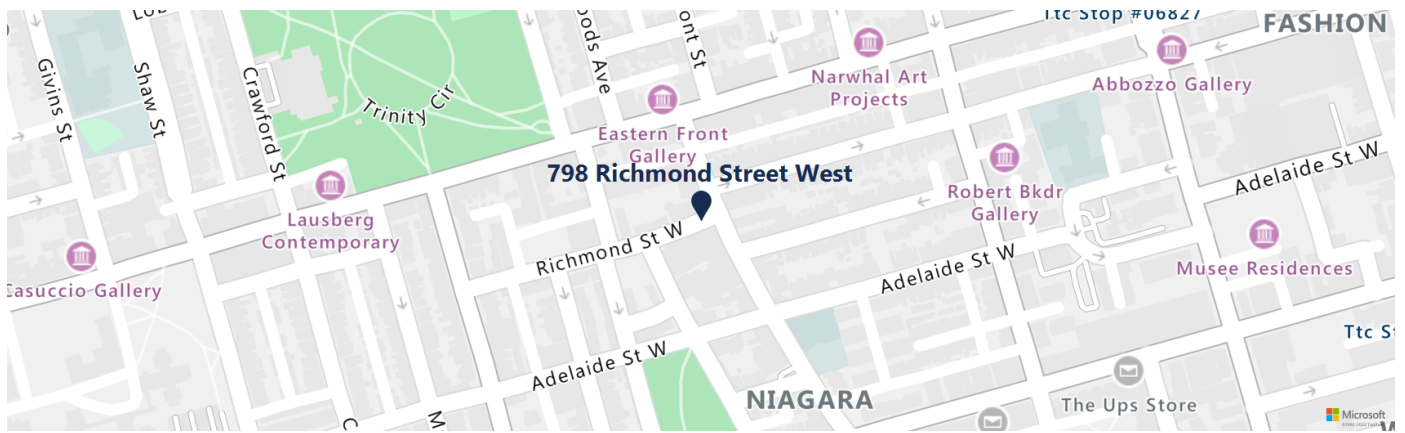 Ttc Stop #06827
FASHION
Givins St
Shaw St
Crawford St
Trinity Cir
ont St
Narwhal Art
Projects
Abbozzo Gallery
Eastern Front
Gallery
798 Richmond Street West
Adelaide St W
Robert Bkdr
Gallery
Lausberg
Contemporary
Richmond St W
Adelaide St W
Musee Residences
Casuccio Gallery
Ttc St
Adelaide St W
NIAGARA
The Ups Store
Microsoft